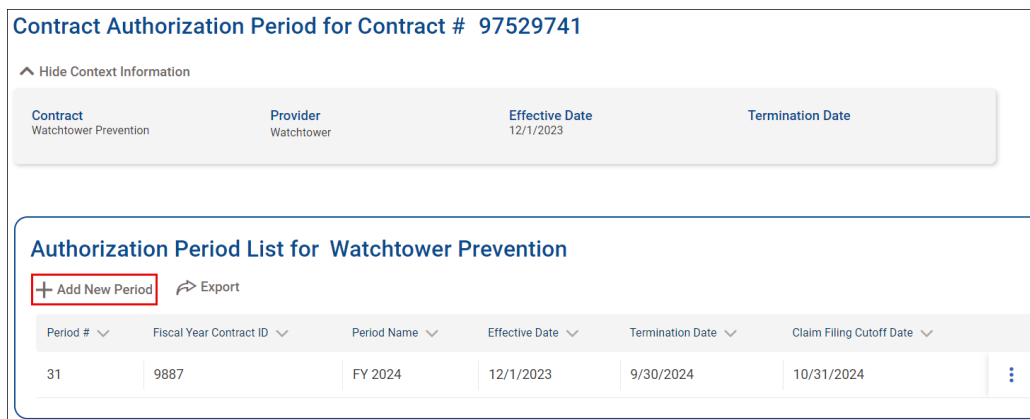 Contract Authorization Period for Contract # 97529741
Hide Context Information
Contract Provider Effective Date Termination Date
Watchtower Prevention Watchtower 12/1/2023
Authorization Period List for Watchtower Prevention
Add New Period Export
Period # Fiscal Year Contract ID Period Name Effective Date Termination Date Claim Filing Cutoff Date
31 9887 FY 2024 12/1/2023 9/30/2024 10/31/2024